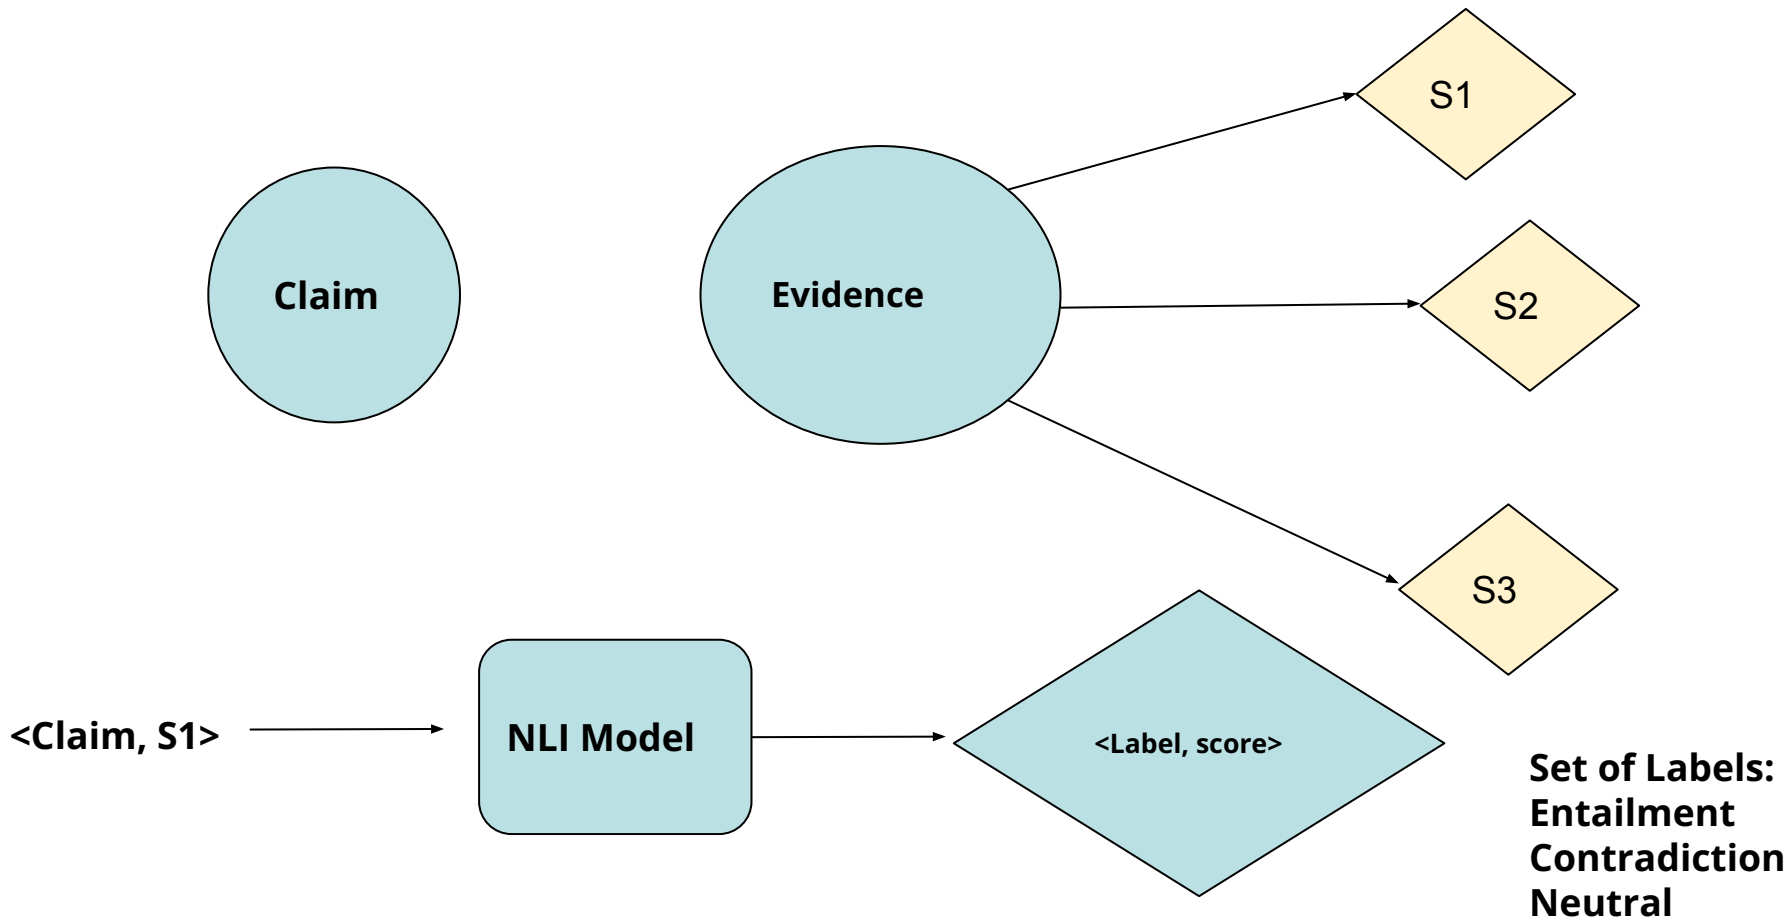 S1
Claim
Evidence
S2
S3
<Claim, S1>
NLI Model
<Label, score>
Set of Labels:
Entailment
Contradiction
Neutral